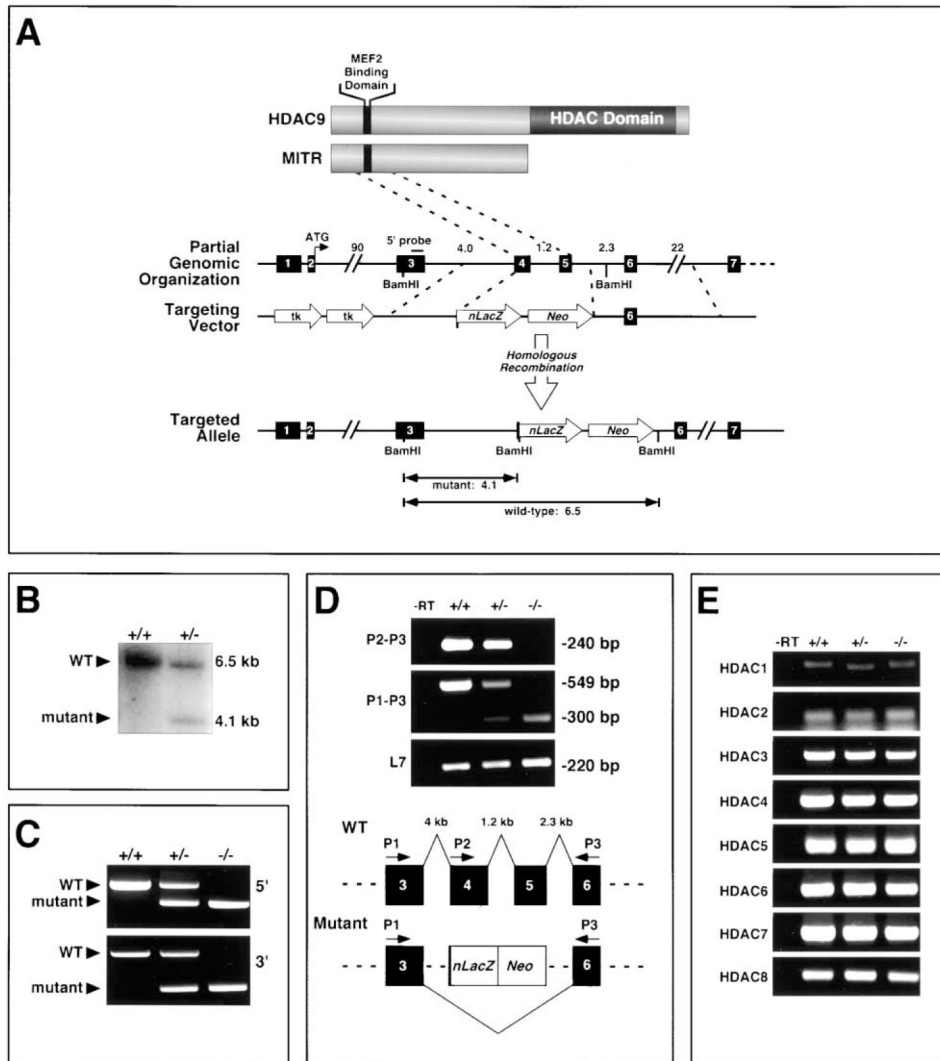 A
MEF2
Binding
Domain
HDAC9
HDAC Domain
MITR
Partial
Genomic
Organization
ATG
90
5' probe
4.0
1.2
2.3
22
1 2 3 4 5 6 7
BamHI BamHI
Targeting
Vector
tk tk nLacZ Neo 6
Homologous
Recombination
Targeted
Allele
1 2 3 nLacZ Neo 6 7
BamHI BamHI BamHI
mutant: 4.1
wild-type: 6.5
B
+/+ +/-
WT 6.5 kb
mutant 4.1 kb
C
+/+ +/- -/-
WT
mutant
5'
WT
mutant
3'
D
-RT +/+ +/- -/-
P2-P3 -240 bp
-549 bp
P1-P3
-300 bp
L7 -220 bp
WT
4 kb 1.2 kb 2.3 kb
P1 P2 P3
3 4 5 6
Mutant
P1 P3
3 nLacZ Neo 6
E
-RT +/+ +/- -/-
HDAC1
HDAC2
HDAC3
HDAC4
HDAC5
HDAC6
HDAC7
HDAC8